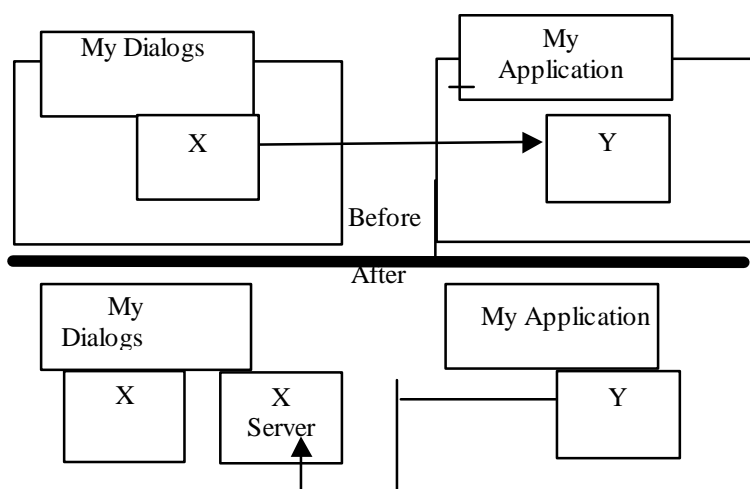 My Dialogs
My
Application
X
Y
Before
After
My
Dialogs
My Application
X
X
Server
Y